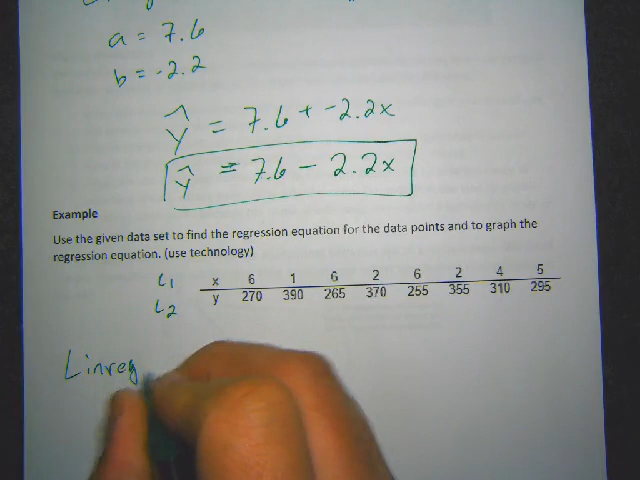 a = 7.6
b = -2.2
ŷ = 7.6 + -2.2x
ŷ = 7.6 - 2.2x
Example
Use the given data set to find the regression equation for the data points and to graph the
regression equation. (use technology)
L1 x 6 1 6 2 6 2 4 5
L2 y 270 390 265 370 255 355 310 295
Linreg